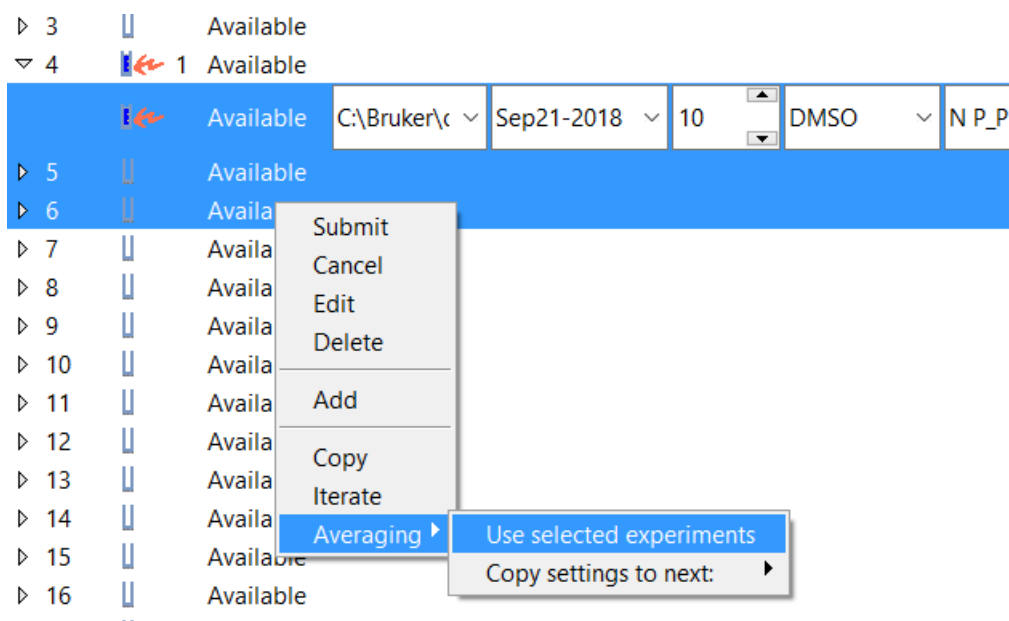 3 Available
4 1 Available
Available C:\Bruker\c Sep21-2018 10 DMSO N P_P
5 Available
6 Availa
Submit
7 Availa
Cancel
8 Availa
Edit
9 Availa
Delete
10 Availa
11 Availa
Add
12 Availa
Copy
13 Availa
Iterate
14 Availa
Averaging Use selected experiments
15 Available
Copy settings to next:
16 Available